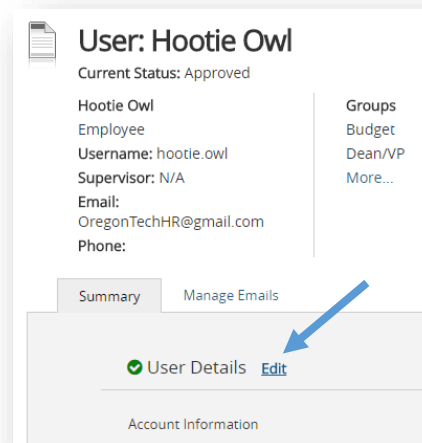 User: Hootie Owl
Current Status: Approved
Hootie Owl
Employee
Username: hootie.owl
Supervisor: N/A
Email:
OregonTechHR@gmail.com
Phone:
Groups
Budget
Dean/VP
More...
Summary
Manage Emails
User Details Edit
Account Information